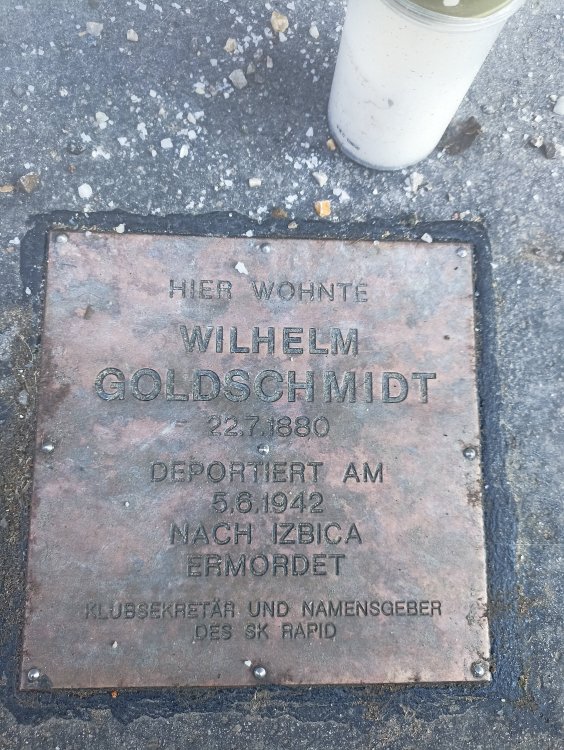 HIER WOHNTE
WILHELM
GOLDSCHMIDT
22.7.1880
DEPORTIERT AM
5.6.1942
NACH IZBICA
ERMORDET
KLUBSEKRETÄR UND NAMENSGEBER
DES SK RAPID